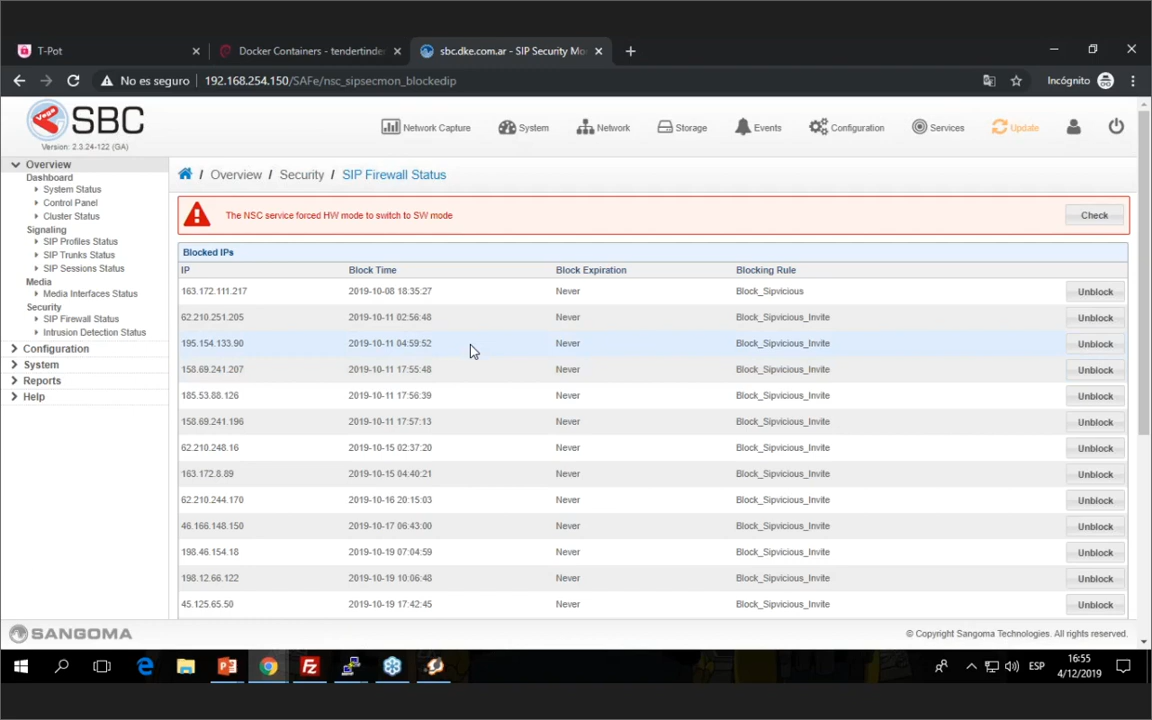 T-Pot
Docker Containers - tendertinde
sbc.dke.com.ar - SIP Security Mo
No es seguro 192.168.254.150/SAFe/nsc_sipsecmon_blockedip
Incógnito
SBC
Version: 2.3.24-122 (GA)
Network Capture System Network Storage Events Configuration Services Update
Overview
Dashboard
System Status
Control Panel
Cluster Status
Signaling
SIP Profiles Status
SIP Trunks Status
SIP Sessions Status
Media
Media Interfaces Status
Security
SIP Firewall Status
Intrusion Detection Status
Configuration
System
Reports
Help
/ Overview / Security / SIP Firewall Status
The NSC service forced HW mode to switch to SW mode Check
Blocked IPs
IP Block Time Block Expiration Blocking Rule
163.172.111.217 2019-10-08 18:35:27 Never Block_Sipvicious Unblock
62.210.251.205 2019-10-11 02:56:48 Never Block_Sipvicious_Invite Unblock
195.154.133.90 2019-10-11 04:59:52 Never Block_Sipvicious_Invite Unblock
158.69.241.207 2019-10-11 17:55:48 Never Block_Sipvicious_Invite Unblock
185.53.88.126 2019-10-11 17:56:39 Never Block_Sipvicious_Invite Unblock
158.69.241.196 2019-10-11 17:57:13 Never Block_Sipvicious_Invite Unblock
62.210.248.16 2019-10-15 02:37:20 Never Block_Sipvicious_Invite Unblock
163.172.8.89 2019-10-15 04:40:21 Never Block_Sipvicious_Invite Unblock
62.210.244.170 2019-10-16 20:15:03 Never Block_Sipvicious_Invite Unblock
46.166.148.150 2019-10-17 06:43:00 Never Block_Sipvicious_Invite Unblock
198.46.154.18 2019-10-19 07:04:59 Never Block_Sipvicious_Invite Unblock
198.12.66.122 2019-10-19 10:06:48 Never Block_Sipvicious_Invite Unblock
45.125.65.50 2019-10-19 17:42:45 Never Block_Sipvicious_Invite Unblock
SANGOMA
© Copyright Sangoma Technologies. All rights reserved.
ESP
16:55
4/12/2019